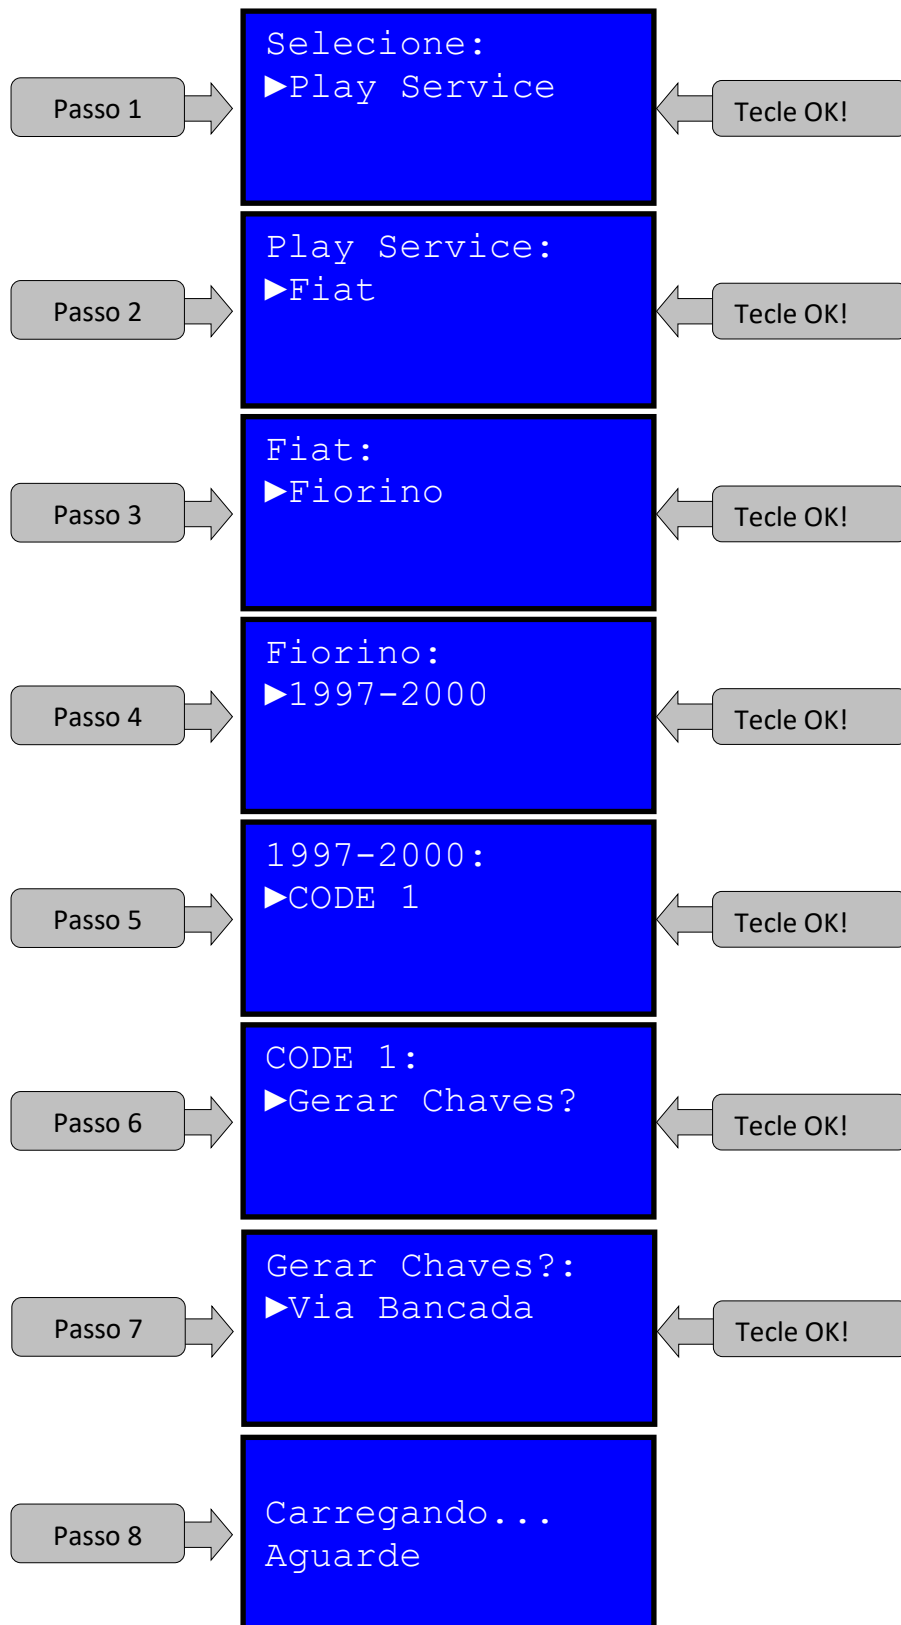 Selecione:
Passo 1
►Play Service
Tecle OK!
Play Service:
Passo 2
►Fiat
Tecle OK!
Fiat:
Passo 3
►Fiorino
Tecle OK!
Fiorino:
Passo 4
►1997-2000
Tecle OK!
1997-2000:
Passo 5
►CODE 1
Tecle OK!
CODE 1:
Passo 6
►Gerar Chaves?
Tecle OK!
Gerar Chaves?:
Passo 7
►Via Bancada
Tecle OK!
Passo 8
Carregando...
Aguarde